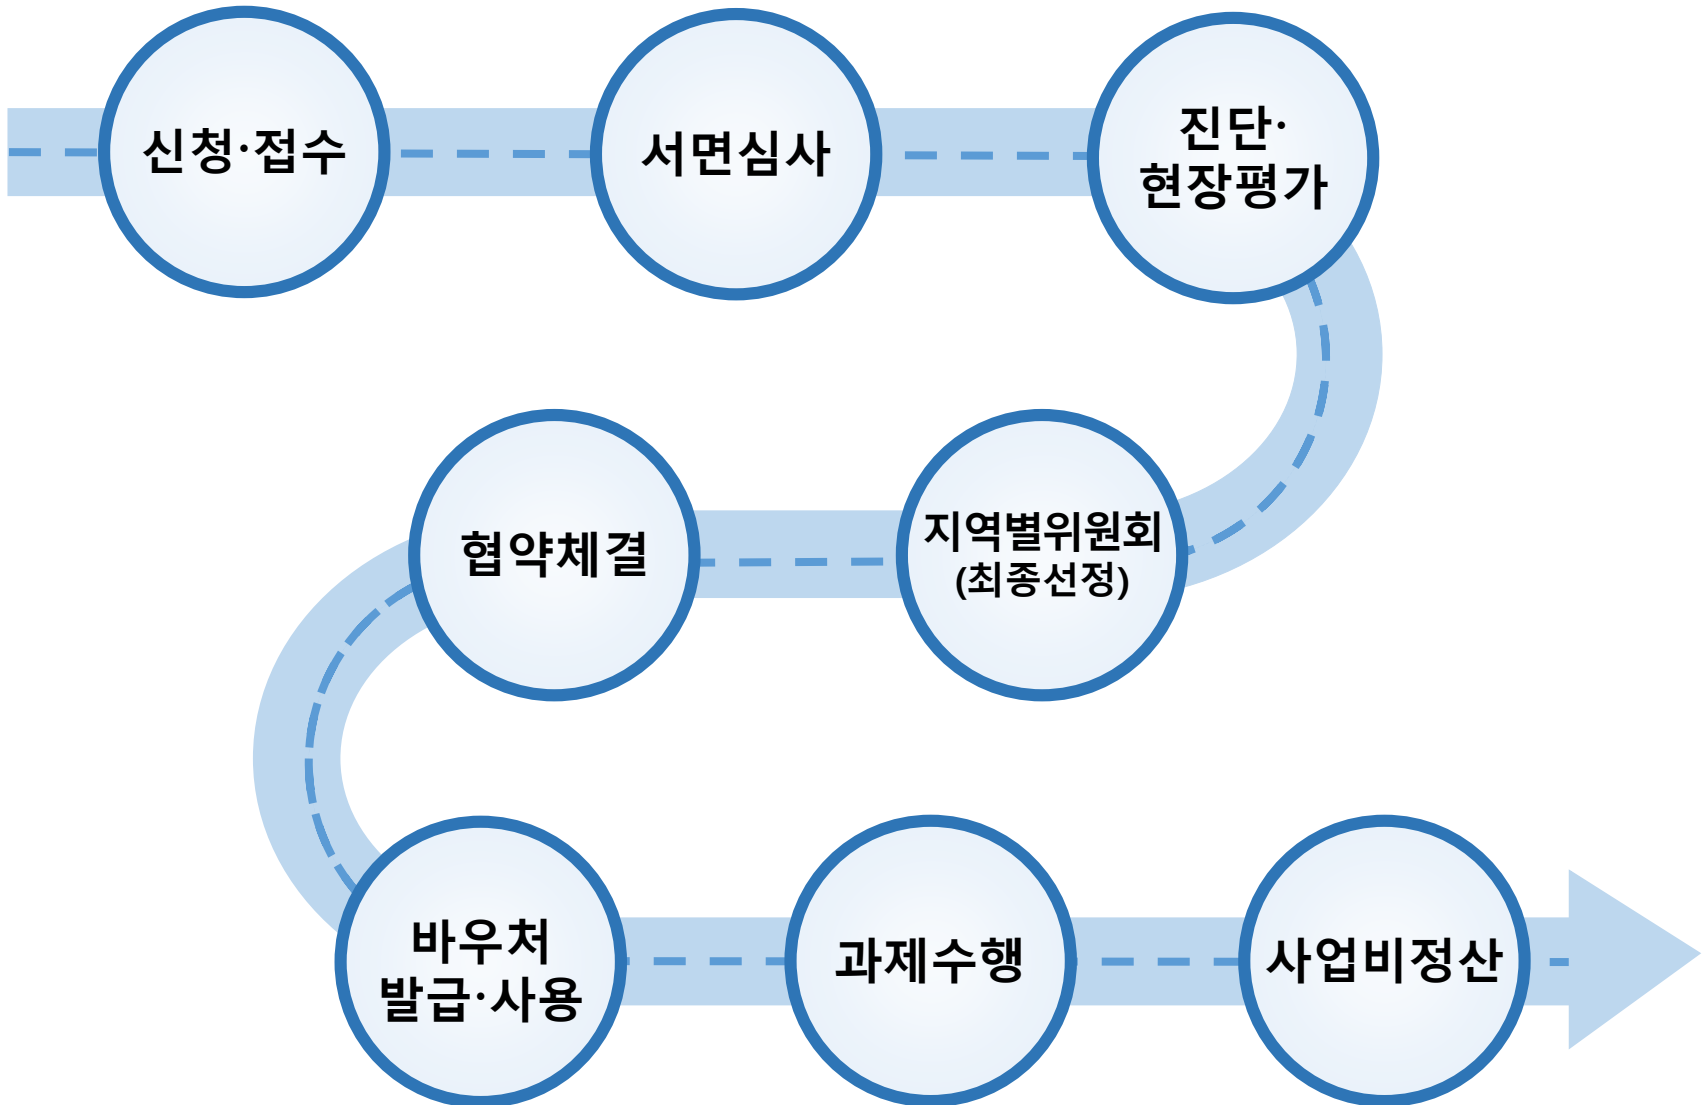 신청·접수
서면심사
진단·
현장평가
지역별위원회
(최종선정)
협약체결
바우처
발급·사용
과제수행
사업비정산